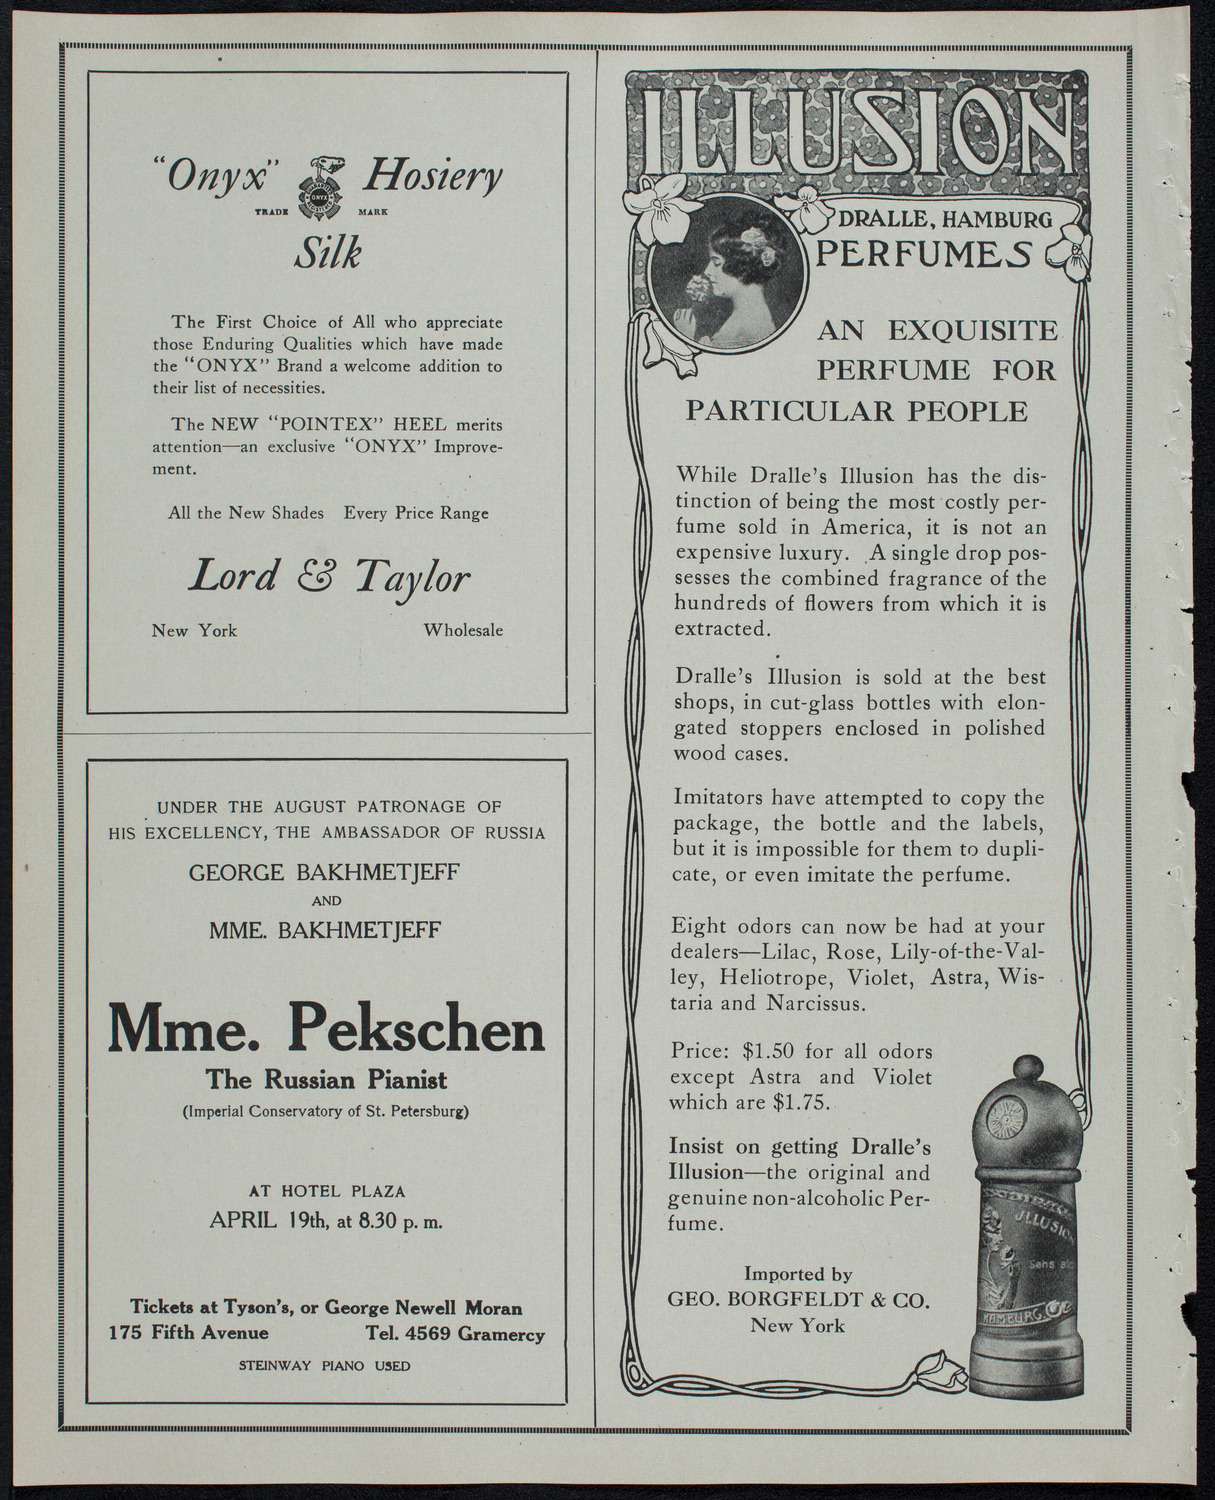 "Onyx" Hosiery
TRADE MARK
ONYX
Silk
The First Choice of All who appreciate
those Enduring Qualities which have made
the "ONYX" Brand a welcome addition to
their list of necessities.
The NEW "POINTEX" HEEL merits
attention—an exclusive "ONYX" Improve-
ment.
All the New Shades Every Price Range
Lord & Taylor
New York Wholesale
UNDER THE AUGUST PATRONAGE OF
HIS EXCELLENCY, THE AMBASSADOR OF RUSSIA
GEORGE BAKHMETJEFF
AND
MME. BAKHMETJEFF
Mme. Pekschen
The Russian Pianist
(Imperial Conservatory of St. Petersburg)
AT HOTEL PLAZA
APRIL 19th, at 8.30 p. m.
Tickets at Tyson's, or George Newell Moran
175 Fifth Avenue Tel. 4569 Gramercy
STEINWAY PIANO USED
ILLUSION
DRALLE, HAMBURG
PERFUMES
AN EXQUISITE
PERFUME FOR
PARTICULAR PEOPLE
While Dralle's Illusion has the dis-
tinction of being the most costly per-
fume sold in America, it is not an
expensive luxury. A single drop pos-
sesses the combined fragrance of the
hundreds of flowers from which it is
extracted.
Dralle's Illusion is sold at the best
shops, in cut-glass bottles with elon-
gated stoppers enclosed in polished
wood cases.
Imitators have attempted to copy the
package, the bottle and the labels,
but it is impossible for them to dupli-
cate, or even imitate the perfume.
Eight odors can now be had at your
dealers—Lilac, Rose, Lily-of-the-Val-
ley, Heliotrope, Violet, Astra, Wis-
taria and Narcissus.
Price: $1.50 for all odors
except Astra and Violet
which are $1.75.
Insist on getting Dralle's
Illusion—the original and
genuine non-alcoholic Per-
fume.
Imported by
GEO. BORGFELDT & CO.
New York
ILLUSION
HAMBURG